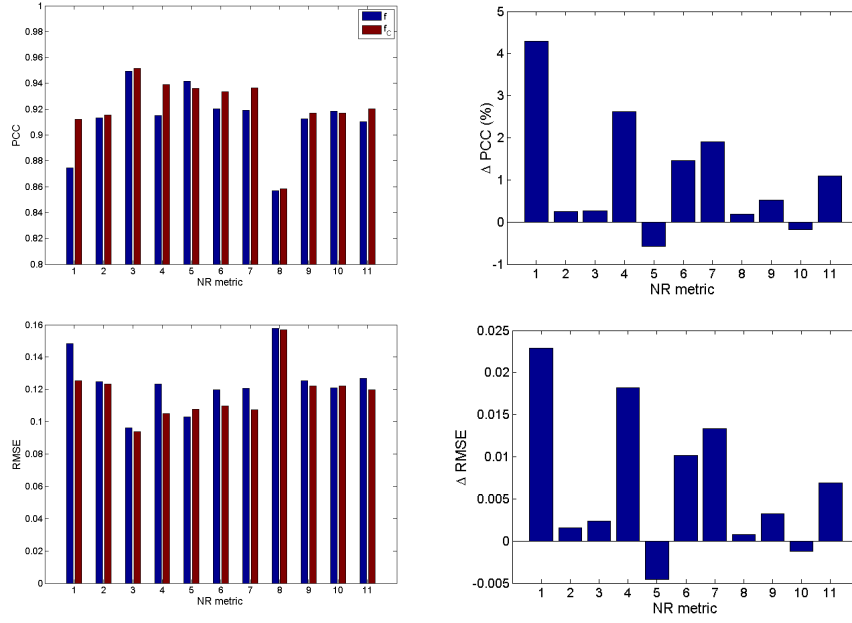 1
0.98
0.96
0.94
0.92
0.9
0.88
0.86
0.84
0.82
0.8
PCC
f
f_C
1 2 3 4 5 6 7 8 9 10 11
NR metric
5
4
3
2
1
0
-1
Δ PCC (%)
1 2 3 4 5 6 7 8 9 10 11
NR metric
0.16
0.14
0.12
0.1
0.08
0.06
0.04
0.02
0
RMSE
1 2 3 4 5 6 7 8 9 10 11
NR metric
0.025
0.02
0.015
0.01
0.005
0
-0.005
Δ RMSE
1 2 3 4 5 6 7 8 9 10 11
NR metric